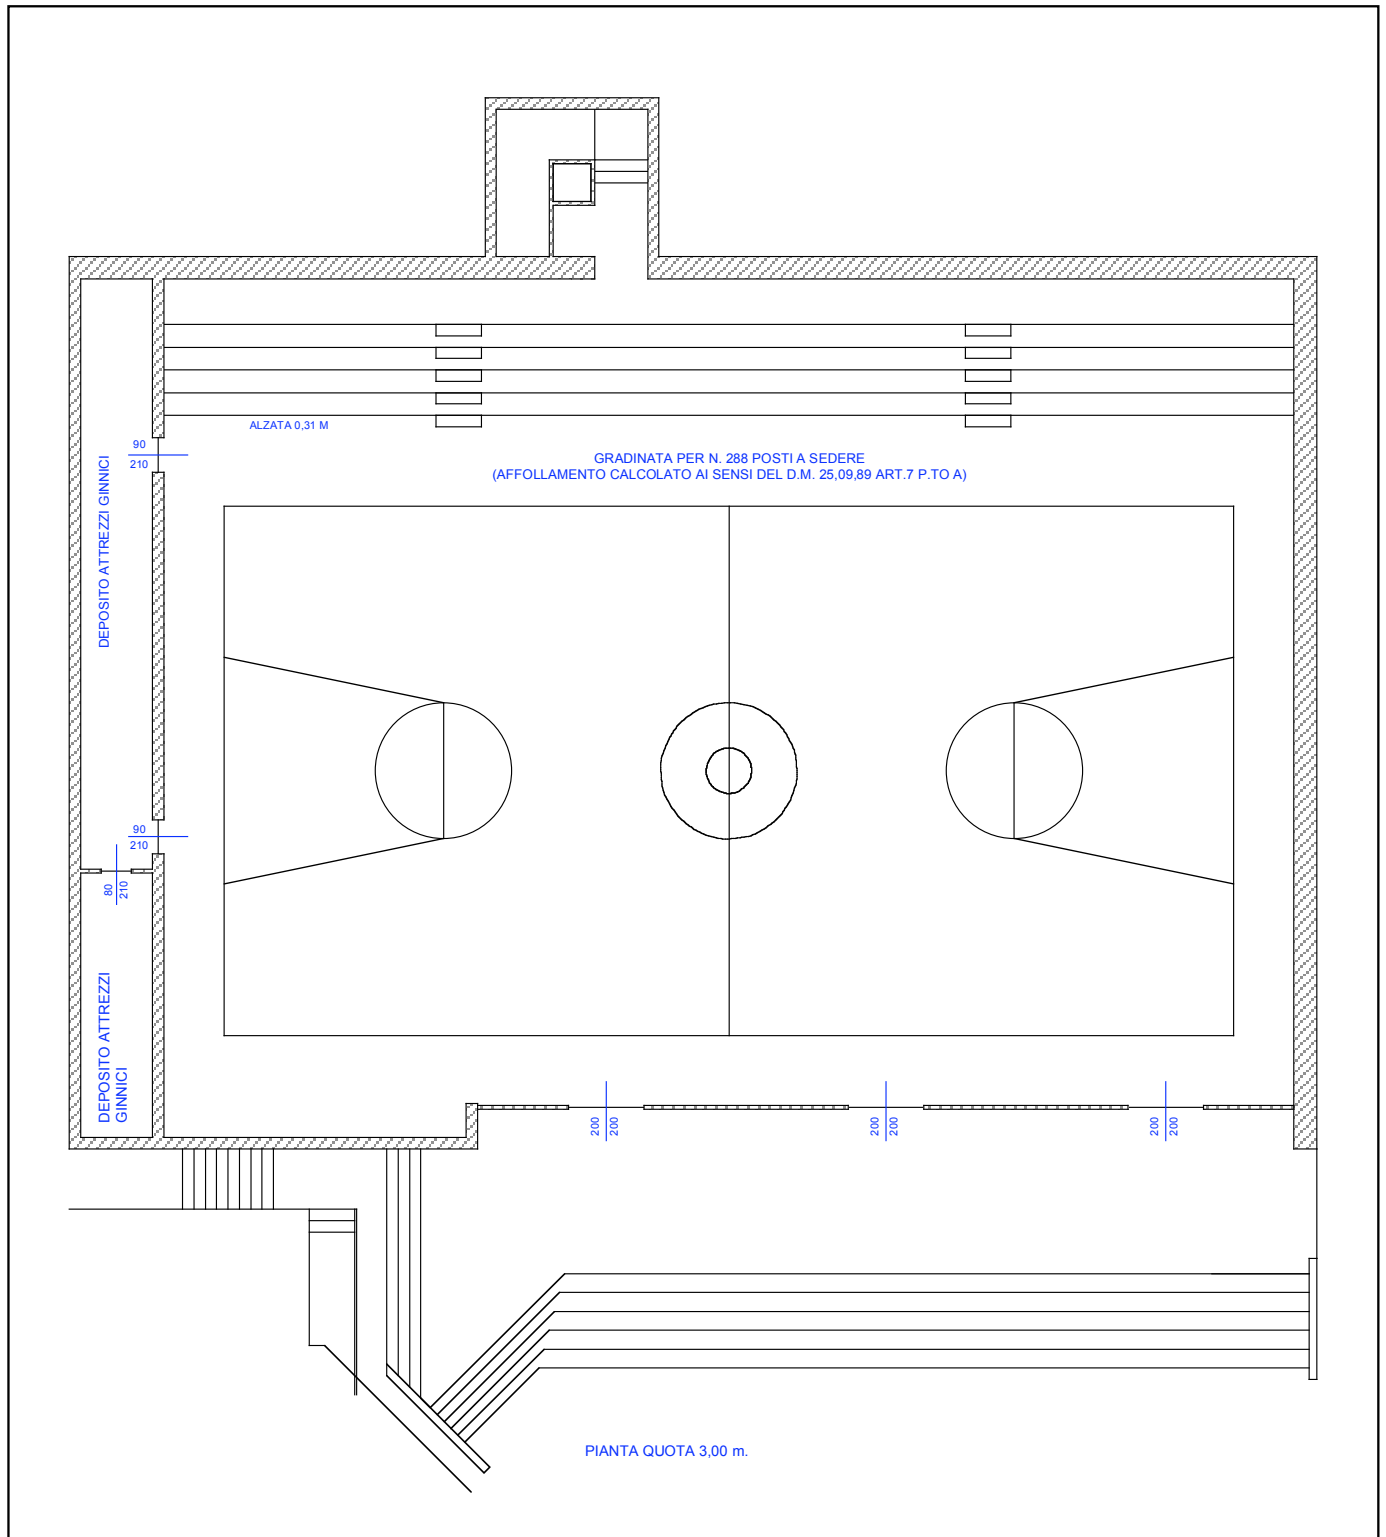 ALZATA 0,31 M
90
210
GRADINATA PER N. 288 POSTI A SEDERE
(AFFOLLAMENTO CALCOLATO AI SENSI DEL D.M. 25,09,89 ART.7 P.TO A)
DEPOSITO ATTREZZI GINNICI
90
210
80
210
DEPOSITO ATTREZZI
GINNICI
200
200
200
200
200
200
PIANTA QUOTA 3,00 m.